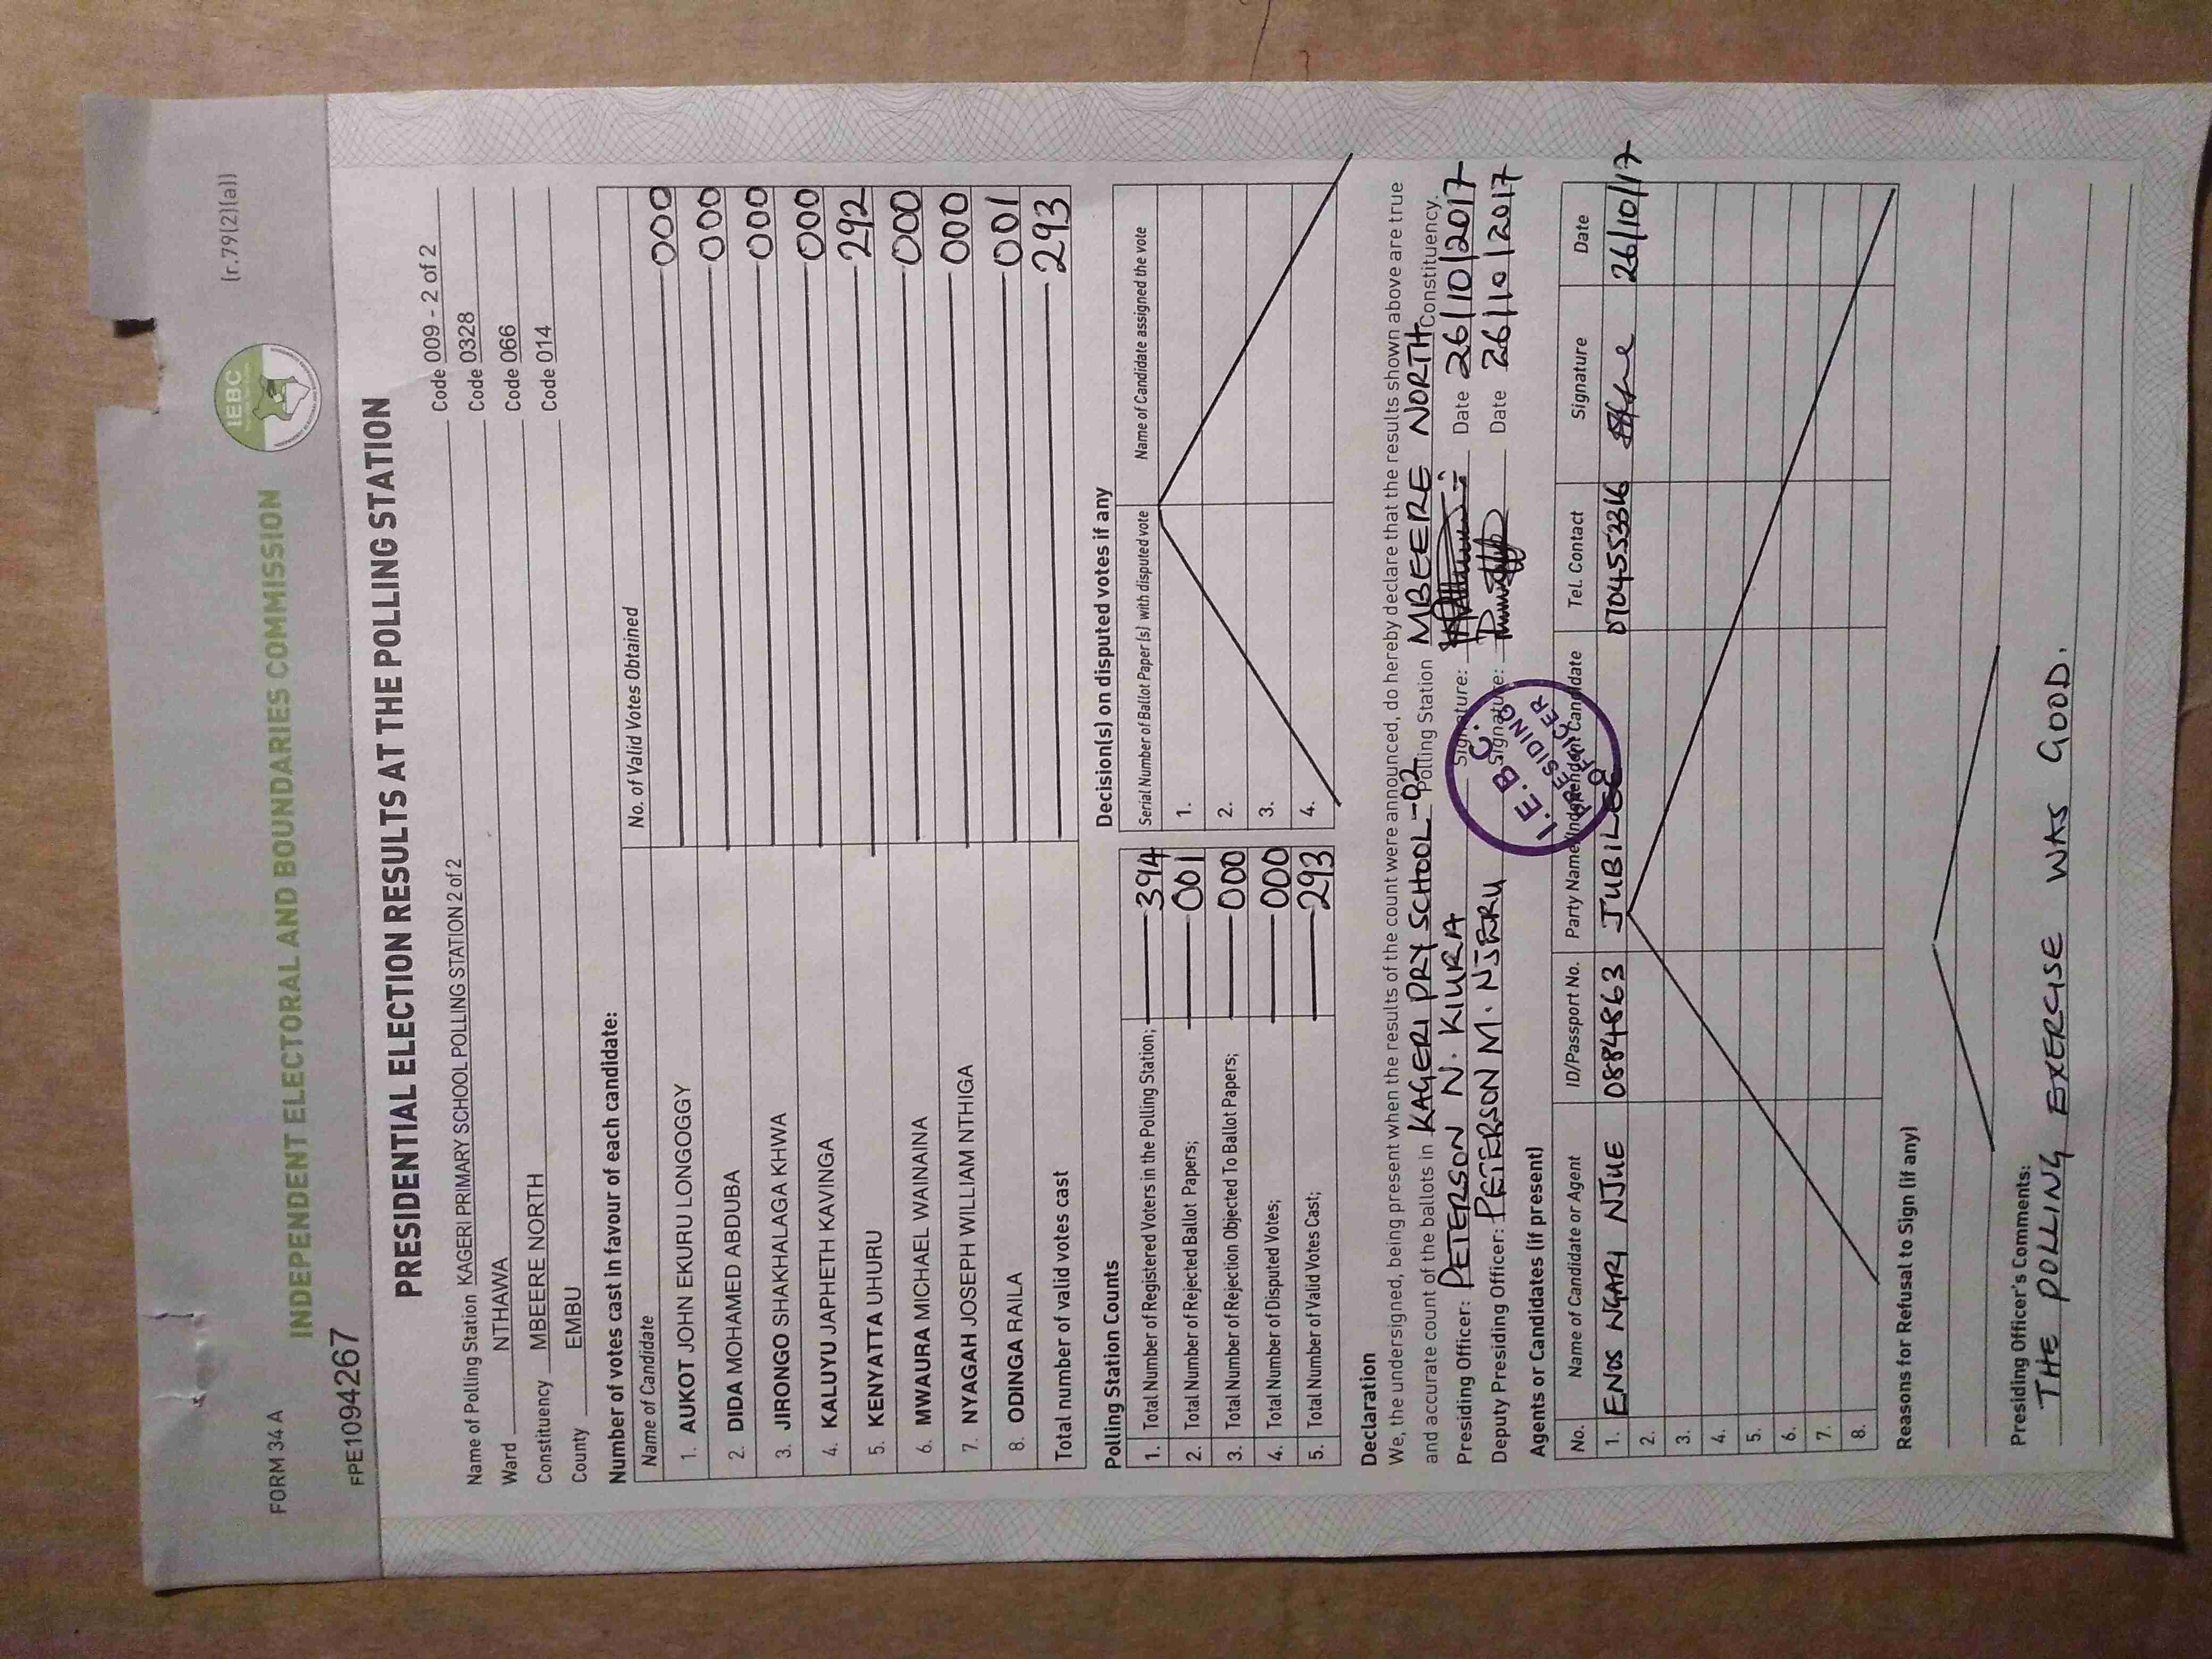 FORM 34 A
(r.79(2)(a))
IEBC
INDEPENDENT ELECTORAL AND BOUNDARIES COMMISSION
FPE1094267
PRESIDENTIAL ELECTION RESULTS AT THE POLLING STATION
Name of Polling Station KAGERI PRIMARY SCHOOL POLLING STATION 2 of 2 Code 009 - 2 of 2
Ward NTHAWA Code 0328
Constituency MBEERE NORTH Code 066
County EMBU Code 014
Number of votes cast in favour of each candidate:
Name of Candidate No. of Valid Votes Obtained
1. AUKOT JOHN EKURU LONGOGGY 000
2. DIDA MOHAMED ABDUBA 000
3. JIRONGO SHAKHALAGA KHWA 000
4. KALUYU JAPHETH KAVINGA 000
5. KENYATTA UHURU 292
6. MWAURA MICHAEL WAINAINA 000
7. NYAGAH JOSEPH WILLIAM NTHIGA 000
8. ODINGA RAILA 001
Total number of valid votes cast 293
Polling Station Counts
1. Total Number of Registered Voters in the Polling Station; 394
2. Total Number of Rejected Ballot Papers; 001
3. Total Number of Rejection Objected To Ballot Papers; 000
4. Total Number of Disputed Votes; 000
5. Total Number of Valid Votes Cast; 293
Decision(s) on disputed votes if any
Serial Number of Ballot Paper (s) with disputed vote Name of Candidate assigned the vote
1.
2.
3.
4.
Declaration
We, the undersigned, being present when the results of the count were announced, do hereby declare that the results shown above are true
and accurate count of the ballots in KAGERI PRY SCHOOL-02 Polling Station MBEERE NORTH Constituency.
Presiding Officer: PETERSON N. KIURA Signature: Date 26/10/2017
Deputy Presiding Officer: PETERSON M. NJERU Signature: Date 26/10/2017
I.E.B.C.
PRESIDING
OFFICER
Agents or Candidates (if present)
No. Name of Candidate or Agent ID/Passport No. Party Name/Independent Candidate Tel. Contact Signature Date
1. ENOS NGARI NJUE 08848863 JUBILEE 0704553316 26/10/17
2.
3.
4.
5.
6.
7.
8.
Reasons for Refusal to Sign (if any)
Presiding Officer's Comments:
THE POLLING EXERCISE WAS GOOD.